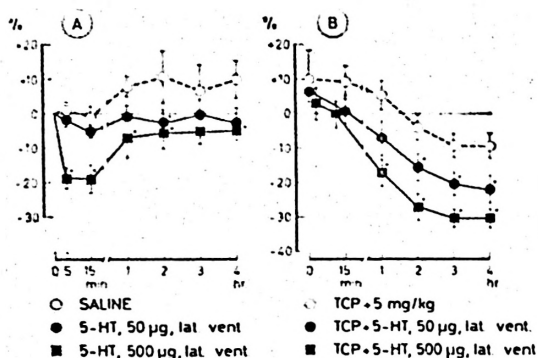 %
A
%
B
+20
+20
+10
+10
0
0
-10
-10
-20
-20
-30
-30
-40
0 5 15 1 2 3 4
min hr
0 15 1 2 3 4
min hr
SALINE
5-HT, 50 µg, lat. vent
5-HT, 500 µg, lat. vent
TCP + 5 mg/kg
TCP + 5-HT, 50 µg, lat. vent.
TCP + 5-HT, 500 µg, lat. vent